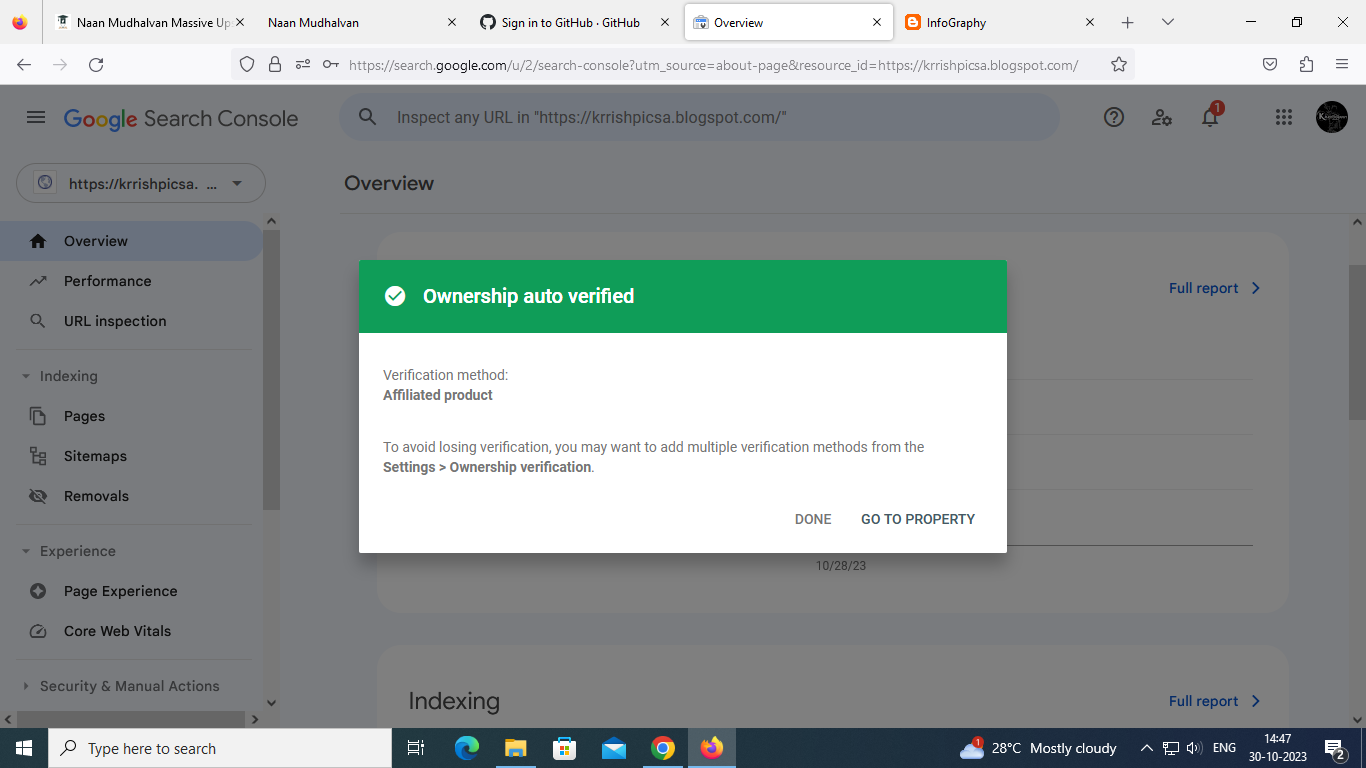 Naan Mudhalvan Massive Up
Naan Mudhalvan
Sign in to GitHub · GitHub
Overview
InfoGraphy
https://search.google.com/u/2/search-console?utm_source=about-page&resource_id=https://krrishpicsa.blogspot.com/
Google Search Console
Inspect any URL in "https://krrishpicsa.blogspot.com/"
1
https://krrishpicsa. ...
Overview
Overview
Performance
URL inspection
Indexing
Pages
Sitemaps
Removals
Experience
Page Experience
Core Web Vitals
Security & Manual Actions
Full report
Ownership auto verified
Verification method:
Affiliated product
To avoid losing verification, you may want to add multiple verification methods from the
Settings > Ownership verification.
DONE
GO TO PROPERTY
10/28/23
Indexing
Full report
Type here to search
1
28°C Mostly cloudy
ENG
14:47
30-10-2023
2